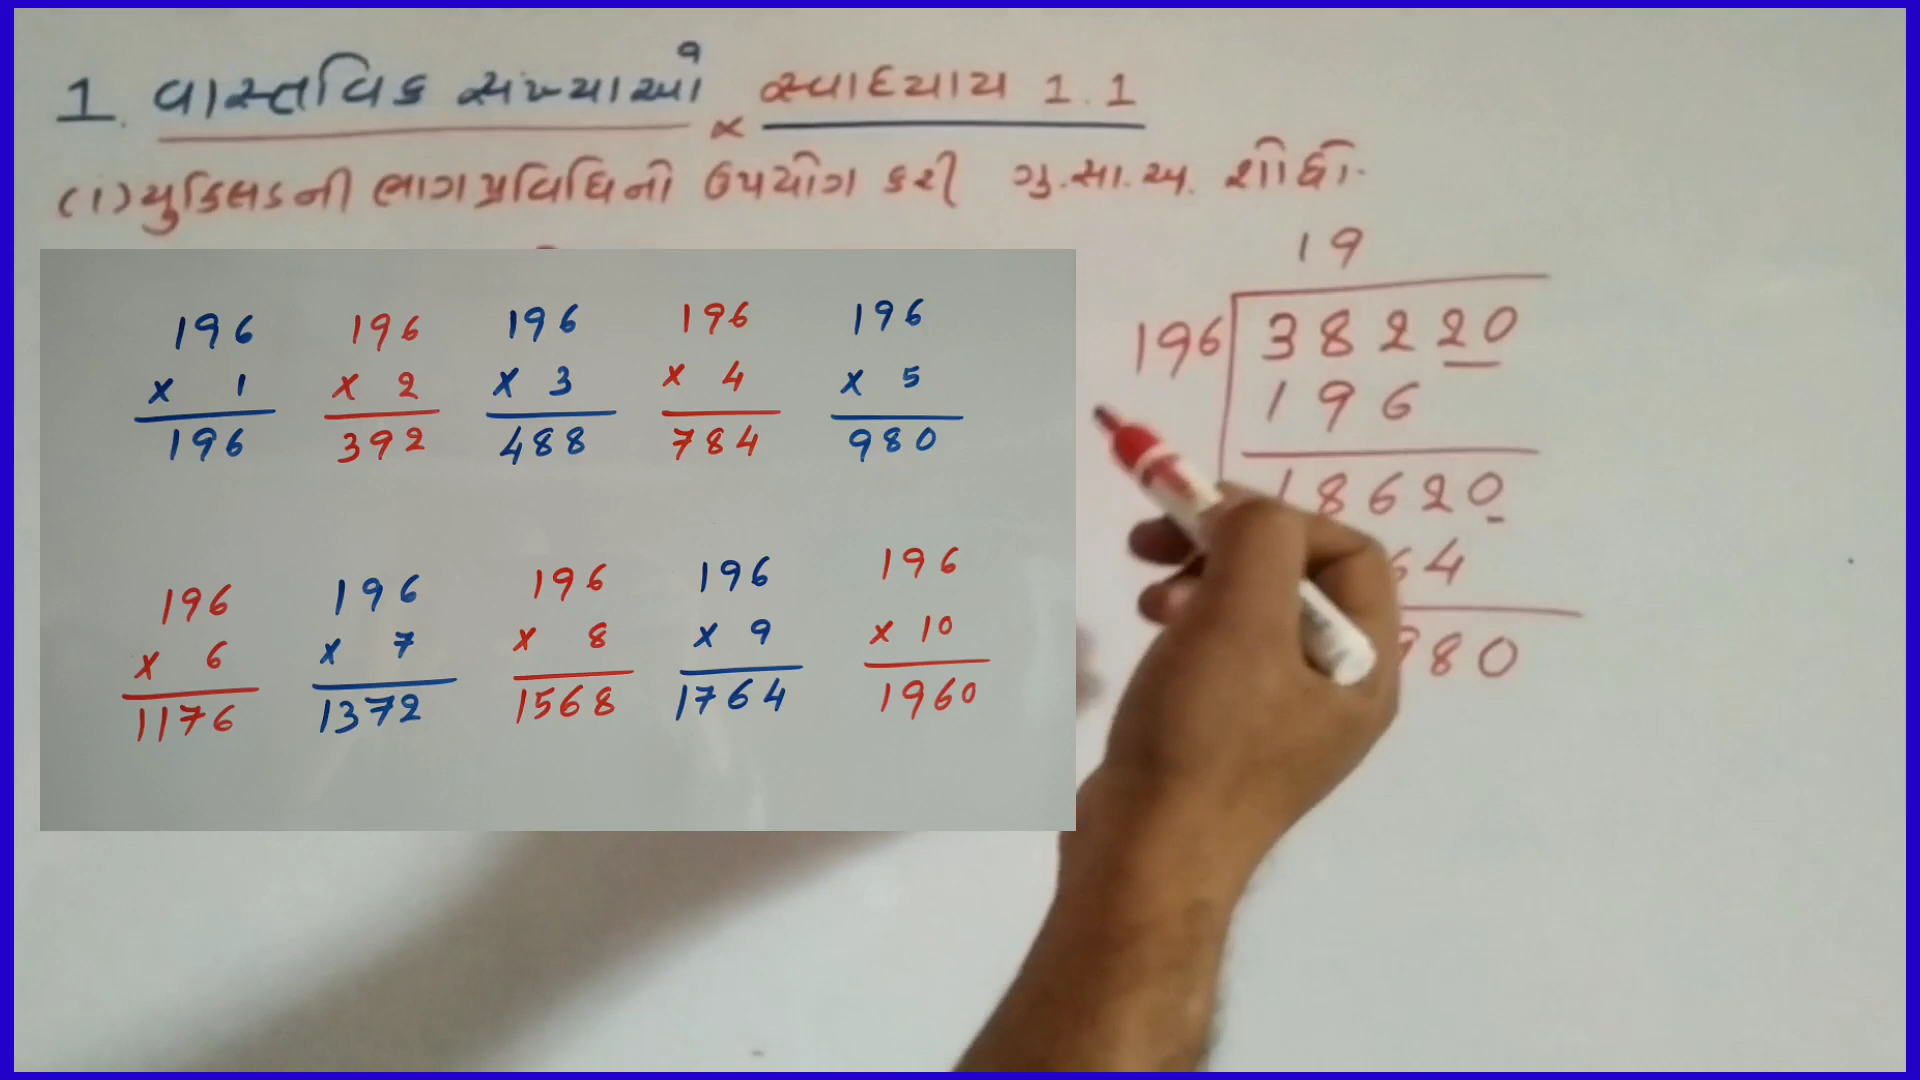 1. વાસ્તવિક સંખ્યાઓ * સ્વાધ્યાય 1.1
(1) યુક્લિડની ભાગપ્રવિધિનો ઉપયોગ કરી ગુ.સા.અ. શોધો.
196 196 196 196 196
x 1 x 2 x 3 x 4 x 5
196 392 488 784 980
196 196 196 196 196
x 6 x 7 x 8 x 9 x 10
1176 1372 1568 1764 1960
19
196 38220
196
18620
64
980